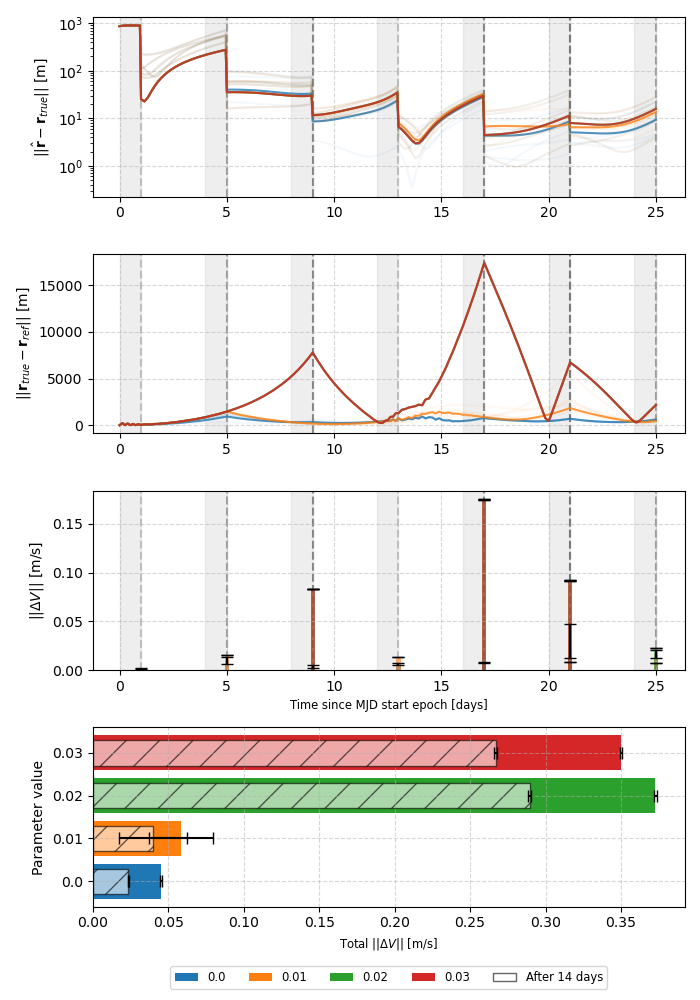 10³
10²
10¹
10⁰
||r̂ − r_true|| [m]
0 5 10 15 20 25
15000
10000
5000
0
||r_true − r_ref|| [m]
0 5 10 15 20 25
0.15
0.10
0.05
0.00
||ΔV|| [m/s]
0 5 10 15 20 25
Time since MJD start epoch [days]
0.03
0.02
0.01
0.0
Parameter value
0.00 0.05 0.10 0.15 0.20 0.25 0.30 0.35
Total ||ΔV|| [m/s]
0.0 0.01 0.02 0.03 After 14 days